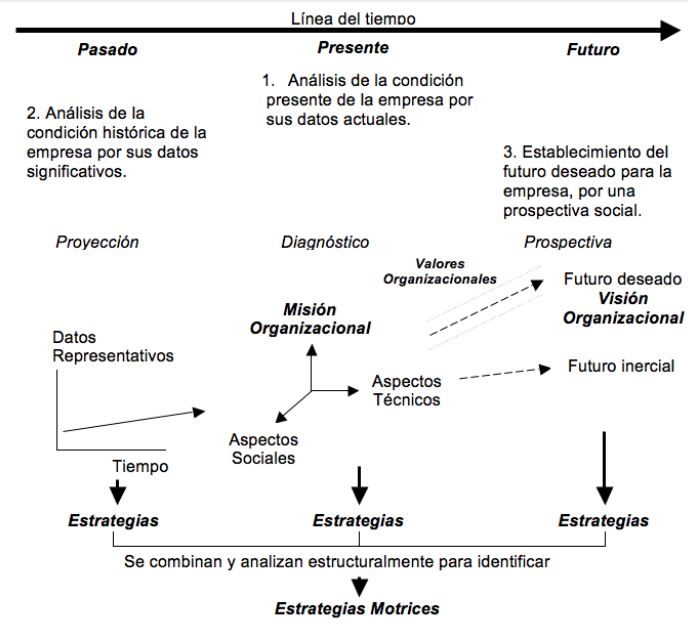 Línea del tiempo
Pasado
Presente
Futuro
1. Análisis de la condición
presente de la empresa por
sus datos actuales.
2. Análisis de la
condición histórica de la
empresa por sus datos
significativos.
3. Establecimiento del
futuro deseado para la
empresa, por una
prospectiva social.
Proyección
Diagnóstico
Prospectiva
Valores
Organizacionales
Futuro deseado
Visión
Organizacional
Misión
Organizacional
Datos
Representativos
Futuro inercial
Aspectos
Técnicos
Aspectos
Sociales
Tiempo
Estrategias
Estrategias
Estrategias
Se combinan y analizan estructuralmente para identificar
Estrategias Motrices